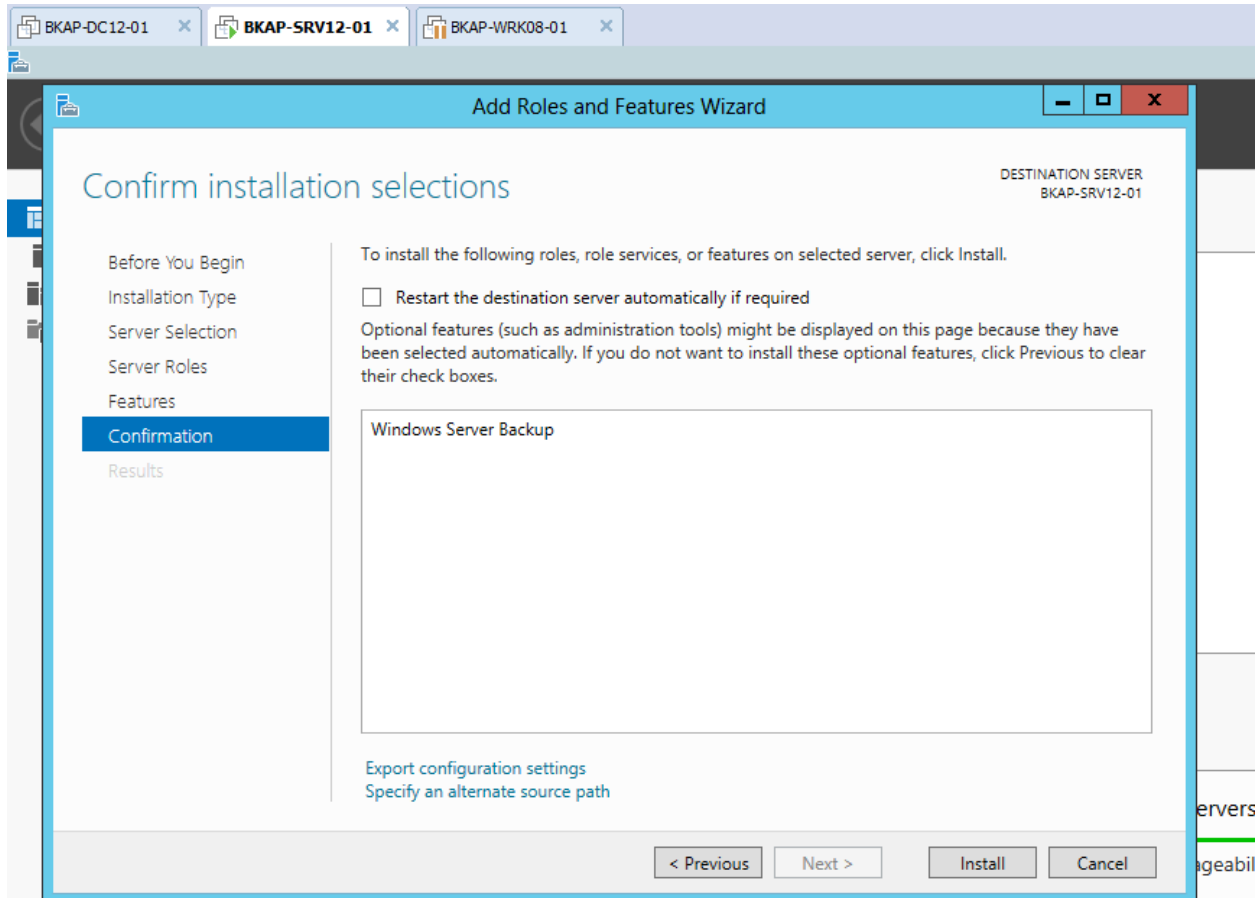 BKAP-DC12-01
BKAP-SRV12-01
BKAP-WRK08-01
Add Roles and Features Wizard
Confirm installation selections
DESTINATION SERVER
BKAP-SRV12-01
Before You Begin
Installation Type
Server Selection
Server Roles
Features
Confirmation
Results
To install the following roles, role services, or features on selected server, click Install.
Restart the destination server automatically if required
Optional features (such as administration tools) might be displayed on this page because they have
been selected automatically. If you do not want to install these optional features, click Previous to clear
their check boxes.
Windows Server Backup
Export configuration settings
Specify an alternate source path
ervers
ageabil
< Previous
Next >
Install
Cancel